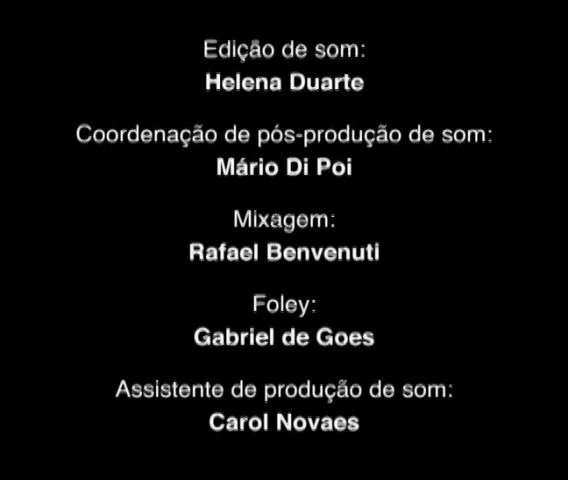 Edição de som:
Helena Duarte
Coordenação de pós-produção de som:
Mário Di Poi
Mixagem:
Rafael Benvenuti
Foley:
Gabriel de Goes
Assistente de produção de som:
Carol Novaes